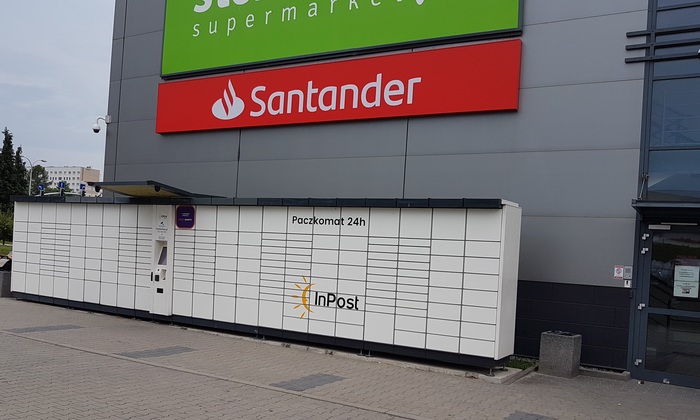 supermarket
Santander
Paczkomat 24h
InPost